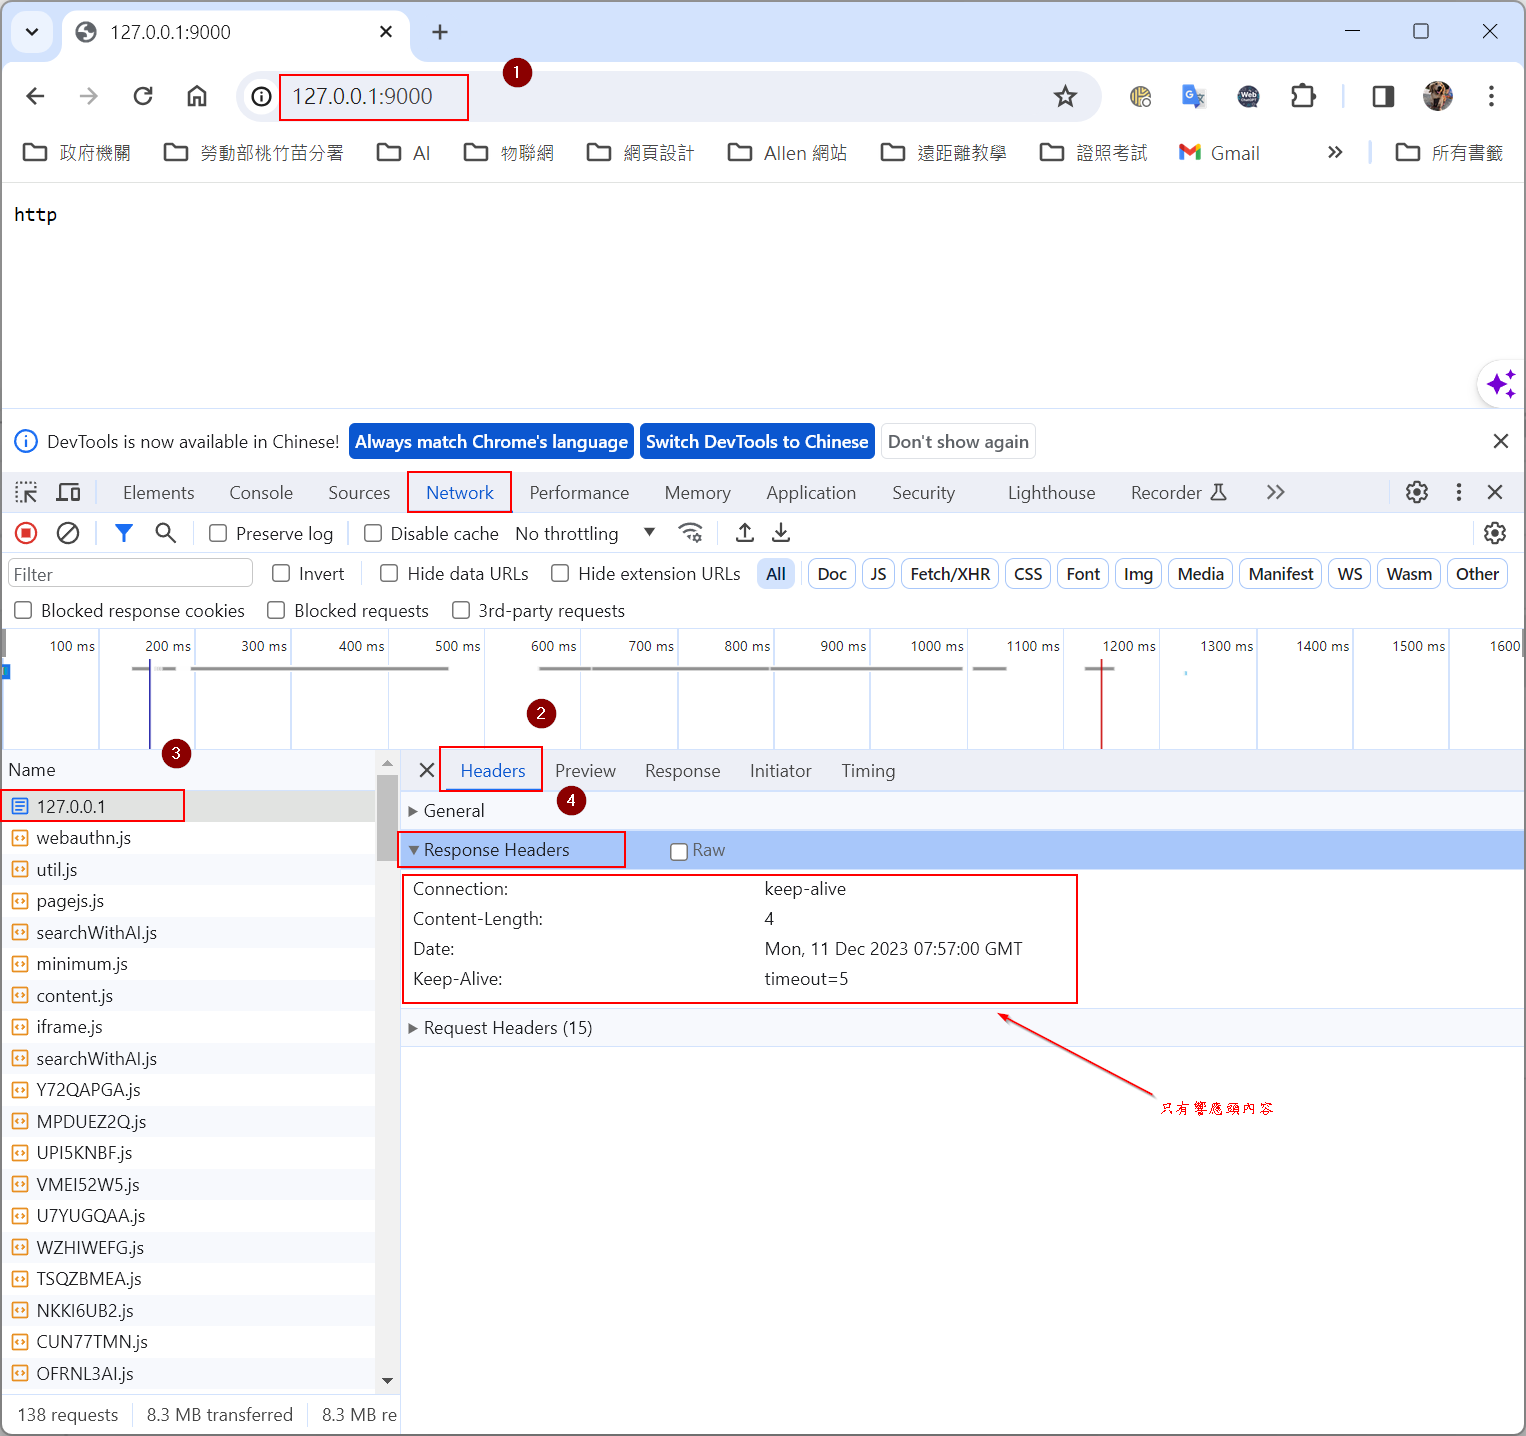 127.0.0.1:9000
127.0.0.1:9000
1
Web
政府機關 勞動部桃竹苗分署 AI 物聯網 網頁設計 Allen 網站 遠距離教學 證照考試 Gmail 所有書籤
http
DevTools is now available in Chinese! Always match Chrome's language Switch DevTools to Chinese Don't show again
Elements Console Sources Network Performance Memory Application Security Lighthouse Recorder
Preserve log Disable cache No throttling
Filter Invert Hide data URLs Hide extension URLs All Doc JS Fetch/XHR CSS Font Img Media Manifest WS Wasm Other
Blocked response cookies Blocked requests 3rd-party requests
100 ms 200 ms 300 ms 400 ms 500 ms 600 ms 700 ms 800 ms 900 ms 1000 ms 1100 ms 1200 ms 1300 ms 1400 ms 1500 ms 1600
2
3
Name
Headers Preview Response Initiator Timing
4
127.0.0.1
webauthn.js
util.js
pagejs.js
searchWithAI.js
minimum.js
content.js
iframe.js
searchWithAI.js
Y72QAPGA.js
MPDUEZ2Q.js
UPI5KNBF.js
VMEI52W5.js
U7YUGQAA.js
WZHIWEFG.js
TSQZBMEA.js
NKKI6UB2.js
CUN77TMN.js
OFRNL3AI.js
General
Response Headers Raw
Connection: keep-alive
Content-Length: 4
Date: Mon, 11 Dec 2023 07:57:00 GMT
Keep-Alive: timeout=5
Request Headers (15)
只有響應頭內容
138 requests 8.3 MB transferred 8.3 MB re